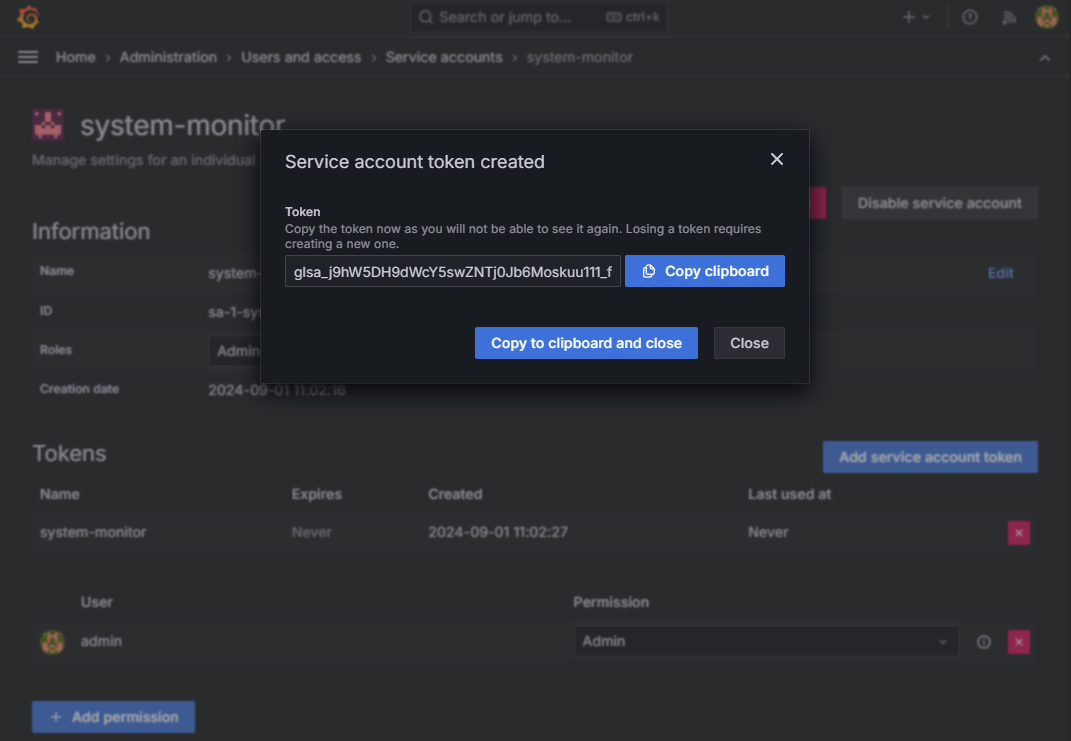 Search or jump to...
ctrl+k
Home › Administration › Users and access › Service accounts › system-monitor
system-monitor
Manage settings for an individual
Service account token created
Disable service account
Token
Copy the token now as you will not be able to see it again. Losing a token requires
creating a new one.
glsa_j9hW5DH9dWcY5swZNTj0Jb6Moskuu111_f
Copy clipboard
Copy to clipboard and close
Close
Information
Name
system-
Edit
ID
sa-1-sy
Roles
Admin
Creation date
2024-09-01 11:02:16
Tokens
Add service account token
Name Expires Created Last used at
system-monitor Never 2024-09-01 11:02:27 Never
User Permission
admin Admin
+ Add permission